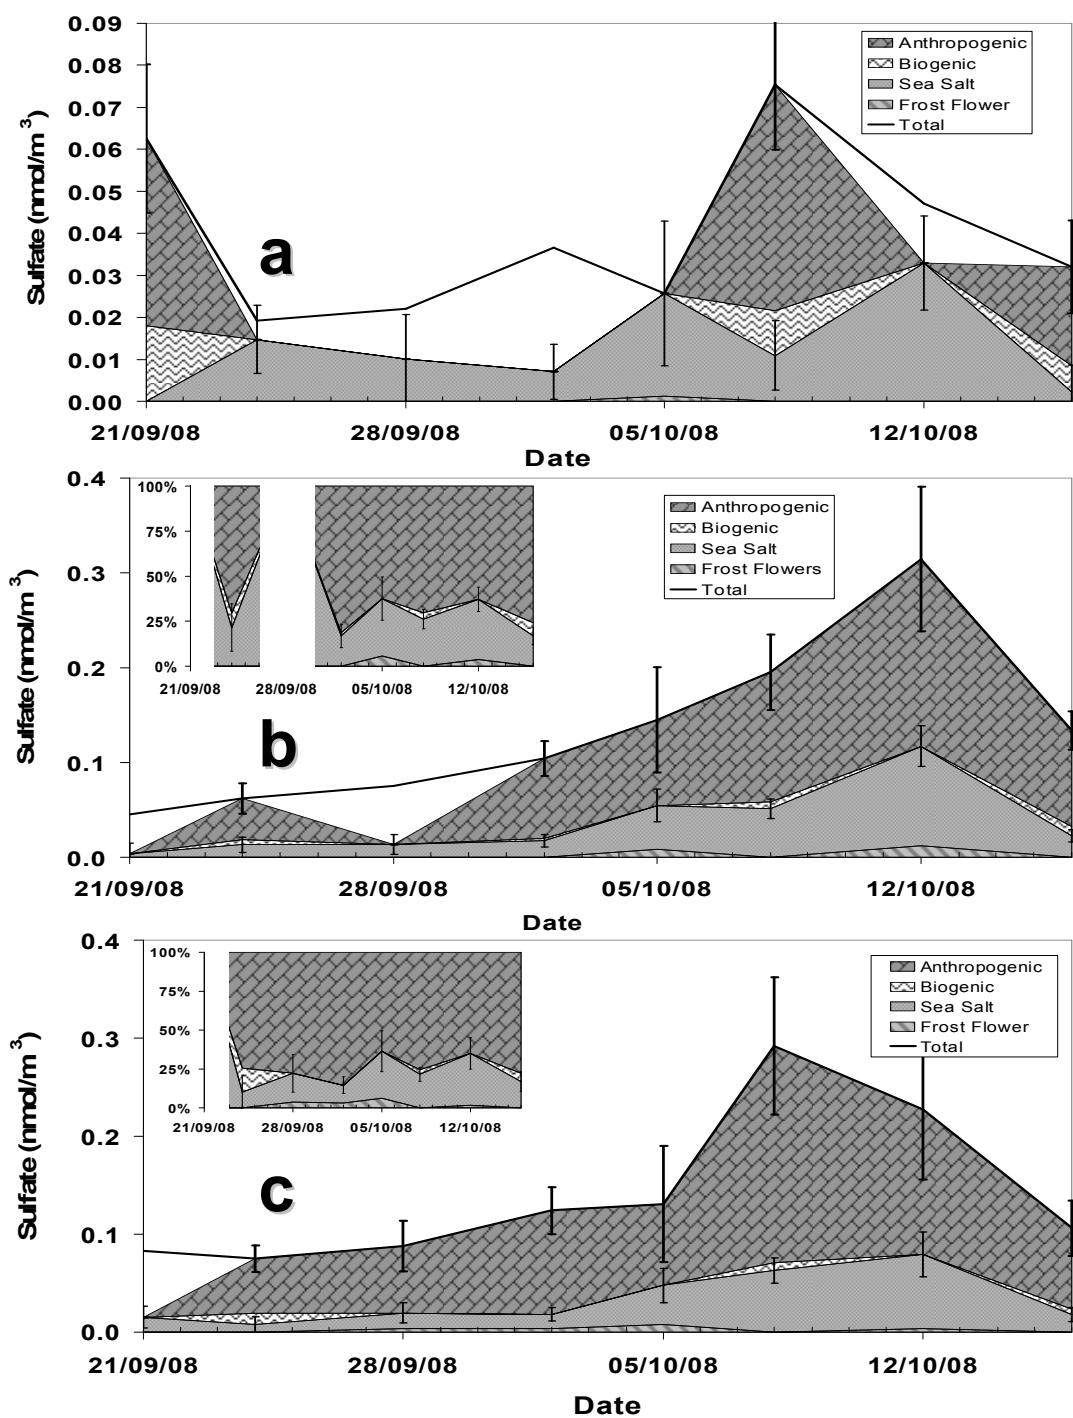 0.09
0.08
0.07
0.06
0.05
0.04
0.03
0.02
0.01
0.00
Sulfate (nmol/m³)
a
Anthropogenic
Biogenic
Sea Salt
Frost Flower
Total
21/09/08 28/09/08 05/10/08 12/10/08
Date
0.4
0.3
0.2
0.1
0.0
Sulfate (nmol/m³)
100%
75%
50%
25%
0%
21/09/08 28/09/08 05/10/08 12/10/08
b
Anthropogenic
Biogenic
Sea Salt
Frost Flowers
Total
21/09/08 28/09/08 05/10/08 12/10/08
Date
0.4
0.3
0.2
0.1
0.0
Sulfate (nmol/m³)
100%
75%
50%
25%
0%
21/09/08 28/09/08 05/10/08 12/10/08
c
Anthropogenic
Biogenic
Sea Salt
Frost Flower
Total
21/09/08 28/09/08 05/10/08 12/10/08
Date